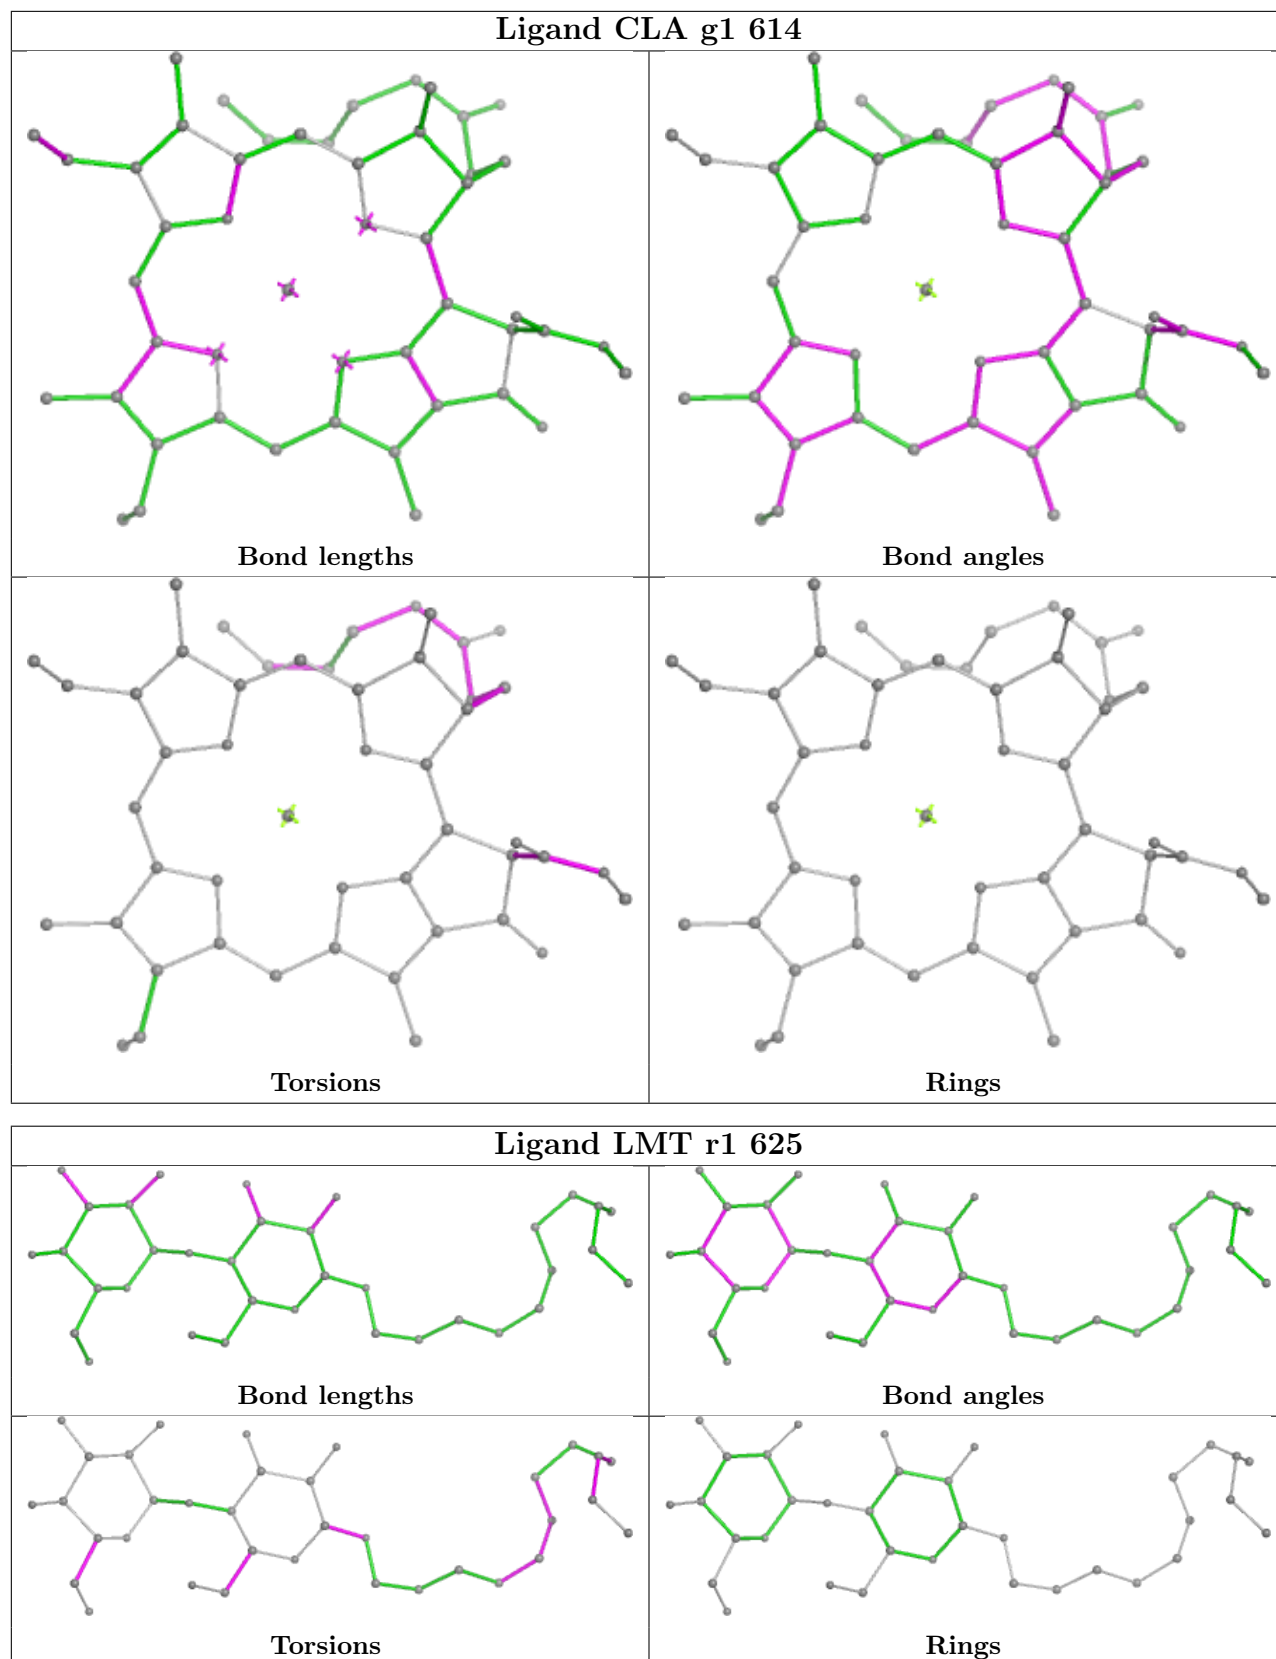 Ligand CLA g1 614
Bond lengths
Bond angles
Torsions
Rings
Ligand LMT r1 625
Bond lengths
Bond angles
Torsions
Rings